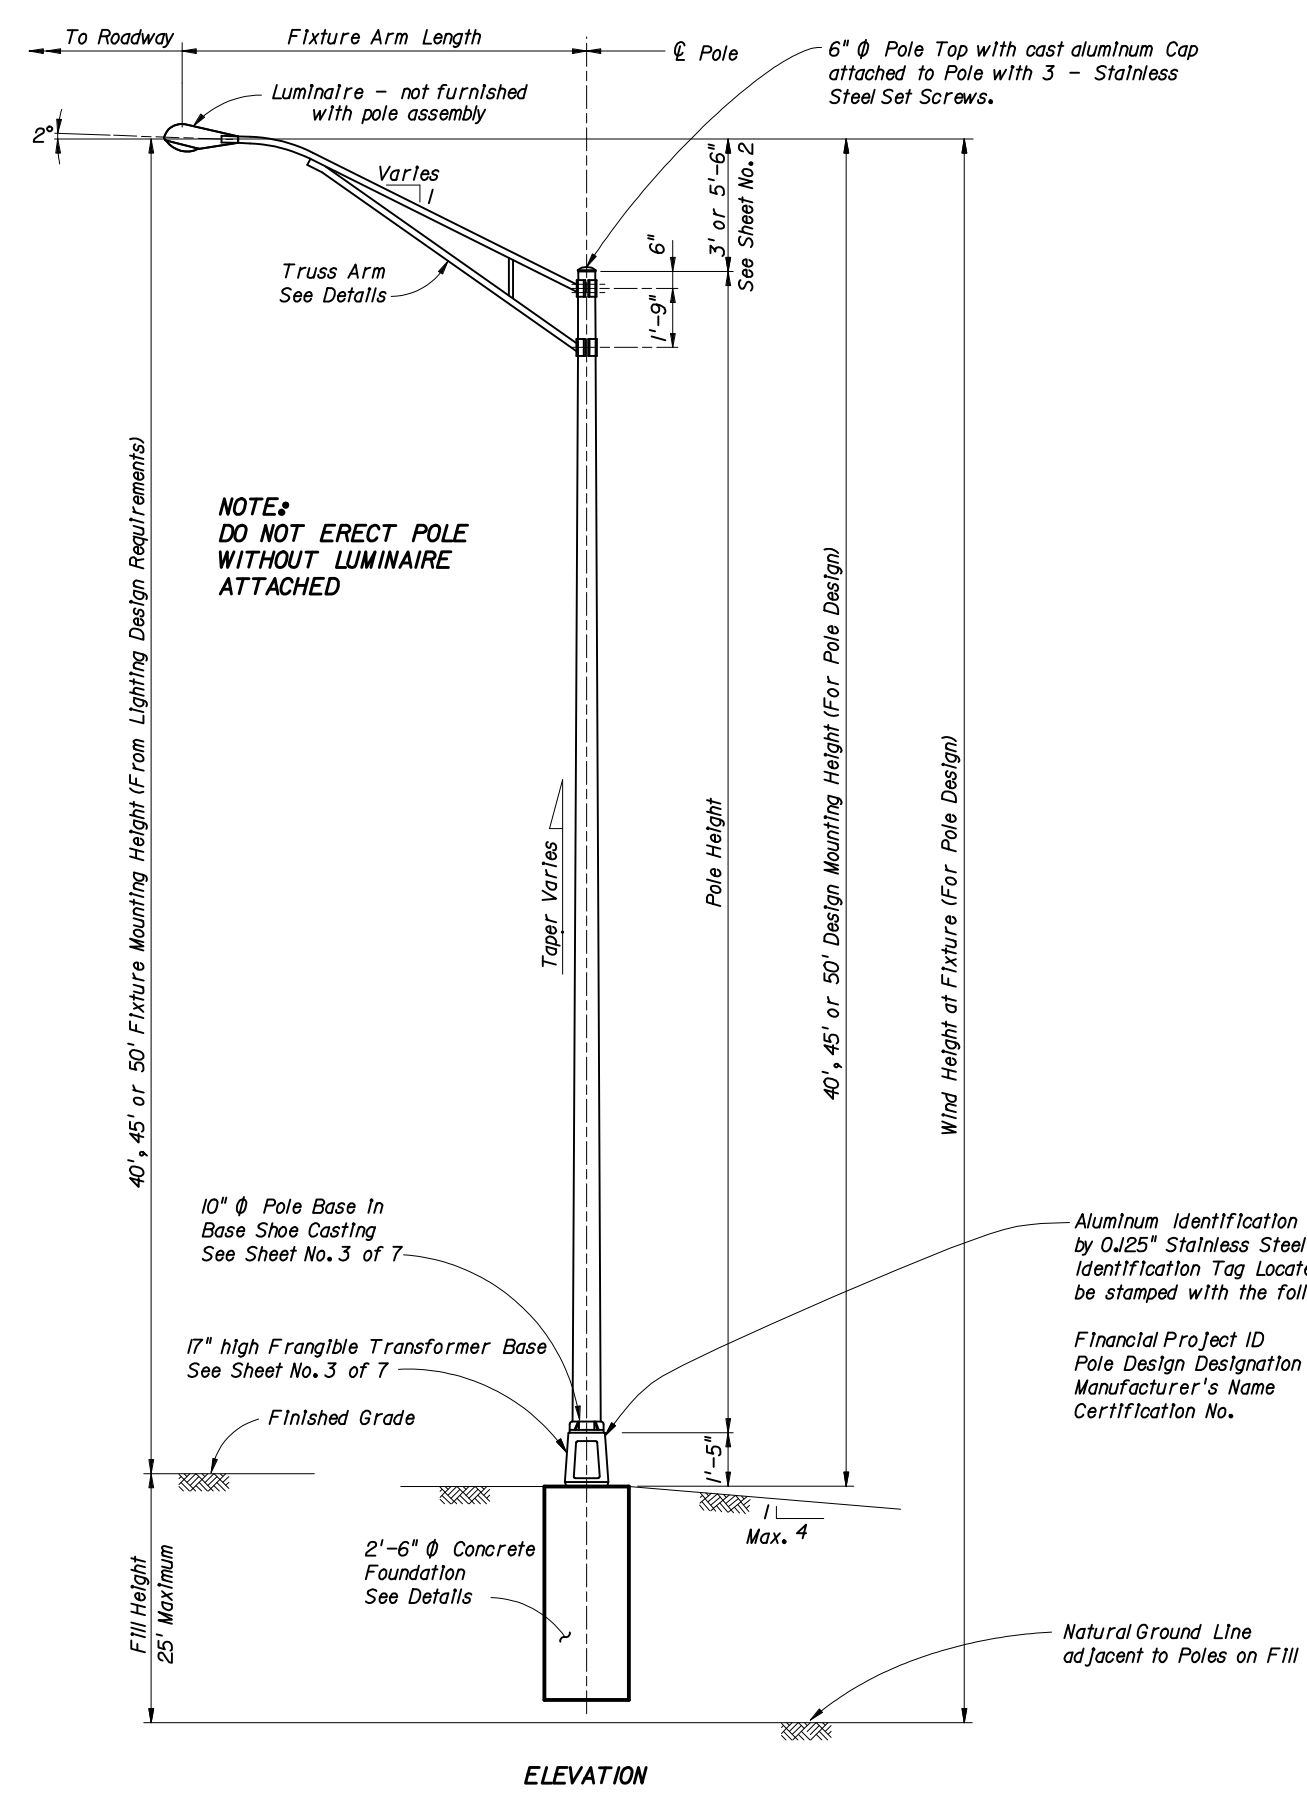 To Roadway
Fixture Arm Length
℄ Pole
6" ϕ Pole Top with cast aluminum Cap
attached to Pole with 3 - Stainless
Steel Set Screws.
Luminaire - not furnished
with pole assembly
2°
Varies
1
Truss Arm
See Details
3' or 5'-6"
See Sheet No. 2
6"
1'-9"
NOTE:
DO NOT ERECT POLE
WITHOUT LUMINAIRE
ATTACHED
40', 45' or 50' Fixture Mounting Height (From Lighting Design Requirements)
Taper Varies
Pole Height
40', 45' or 50' Design Mounting Height (For Pole Design)
Wind Height at Fixture (For Pole Design)
10" ϕ Pole Base in
Base Shoe Casting
See Sheet No. 3 of 7
17" high Frangible Transformer Base
See Sheet No. 3 of 7
Finished Grade
Aluminum Identification
by 0.125" Stainless Steel
Identification Tag Locate
be stamped with the foll
Financial Project ID
Pole Design Designation
Manufacturer's Name
Certification No.
1'-5"
1
Max. 4
2'-6" ϕ Concrete
Foundation
See Details
Fill Height
25' Maximum
Natural Ground Line
adjacent to Poles on Fill
ELEVATION